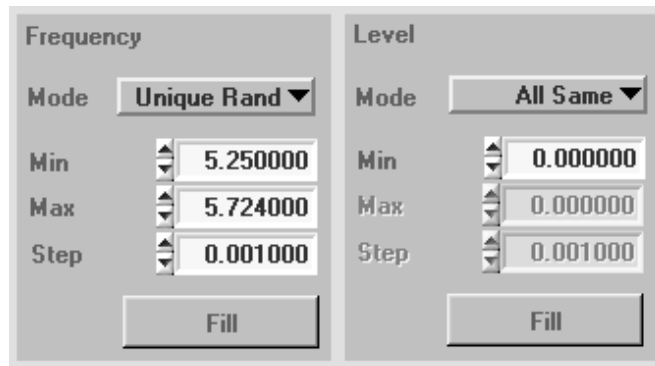 Frequency
Mode Unique Rand
Min 5.250000
Max 5.724000
Step 0.001000
Fill
Level
Mode All Same
Min 0.000000
Max 0.000000
Step 0.001000
Fill